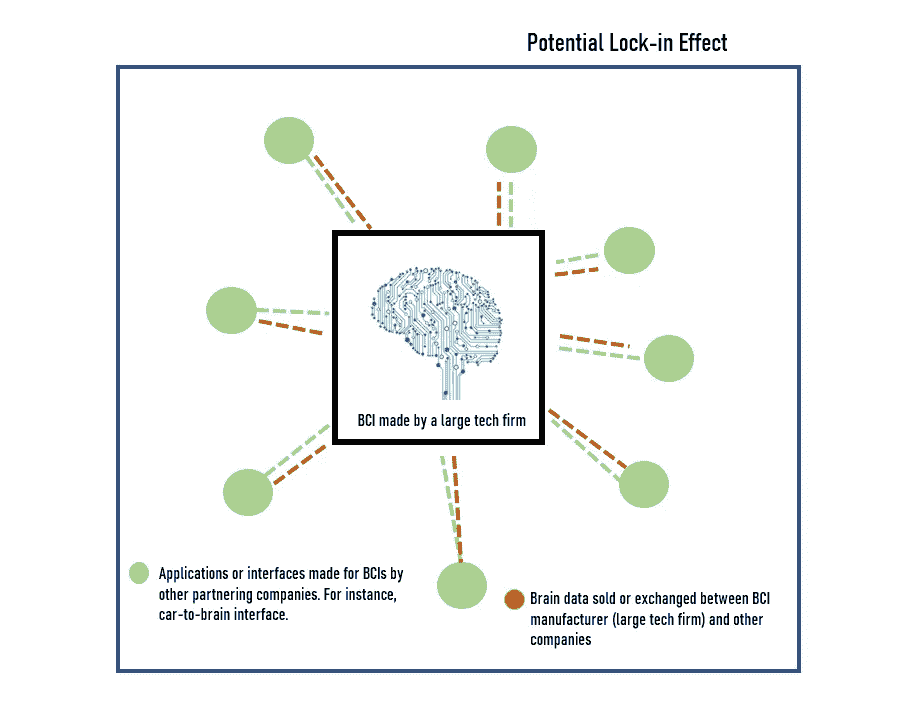 Potential Lock-in Effect
BCI made by a large tech firm
Applications or interfaces made for BCIs by
other partnering companies. For instance,
car-to-brain interface.
Brain data sold or exchanged between BCI
manufacturer (large tech firm) and other
companies